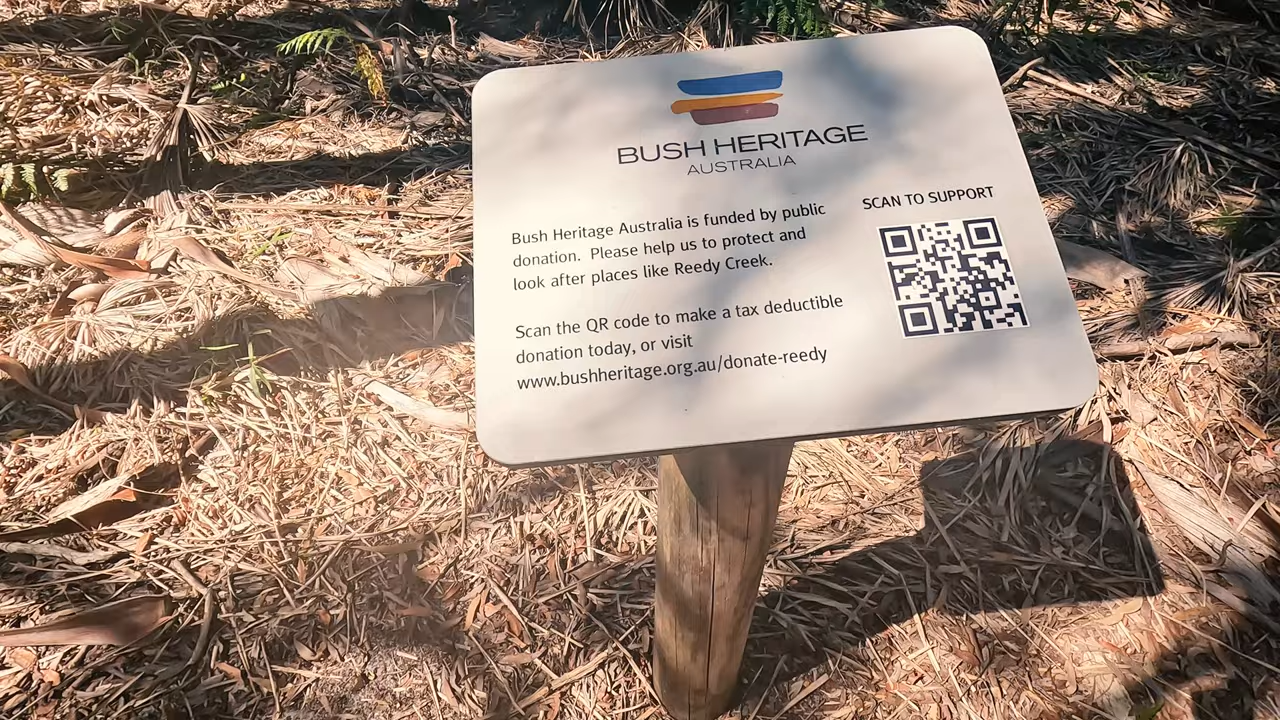 BUSH HERITAGE
AUSTRALIA
SCAN TO SUPPORT
Bush Heritage Australia is funded by public
donation. Please help us to protect and
look after places like Reedy Creek.
Scan the QR code to make a tax deductible
donation today, or visit
www.bushheritage.org.au/donate-reedy